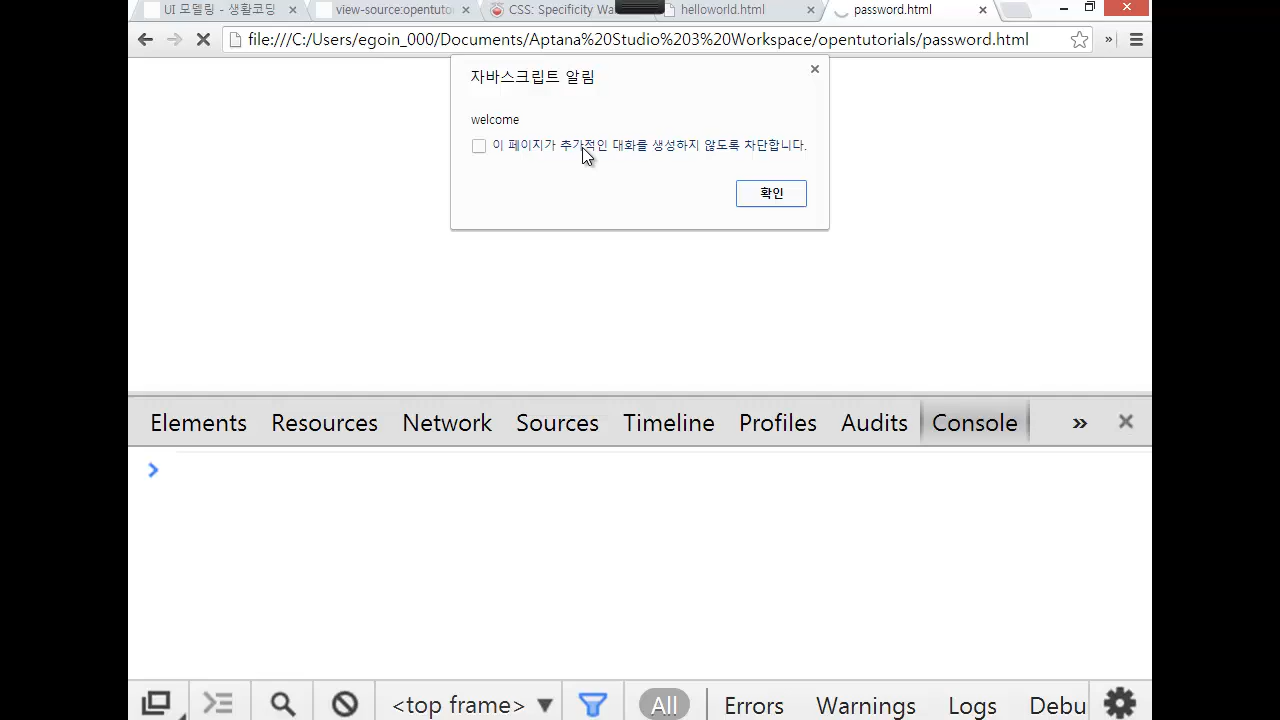 UI 모델링 - 생활코딩
view-source:opentuto
CSS: Specificity Wa
helloworld.html
password.html
file:///C:/Users/egoin_000/Documents/Aptana%20Studio%203%20Workspace/opentutorials/password.html
자바스크립트 알림
welcome
이 페이지가 추가적인 대화를 생성하지 않도록 차단합니다.
확인
Elements Resources Network Sources Timeline Profiles Audits Console
<top frame> All Errors Warnings Logs Debu